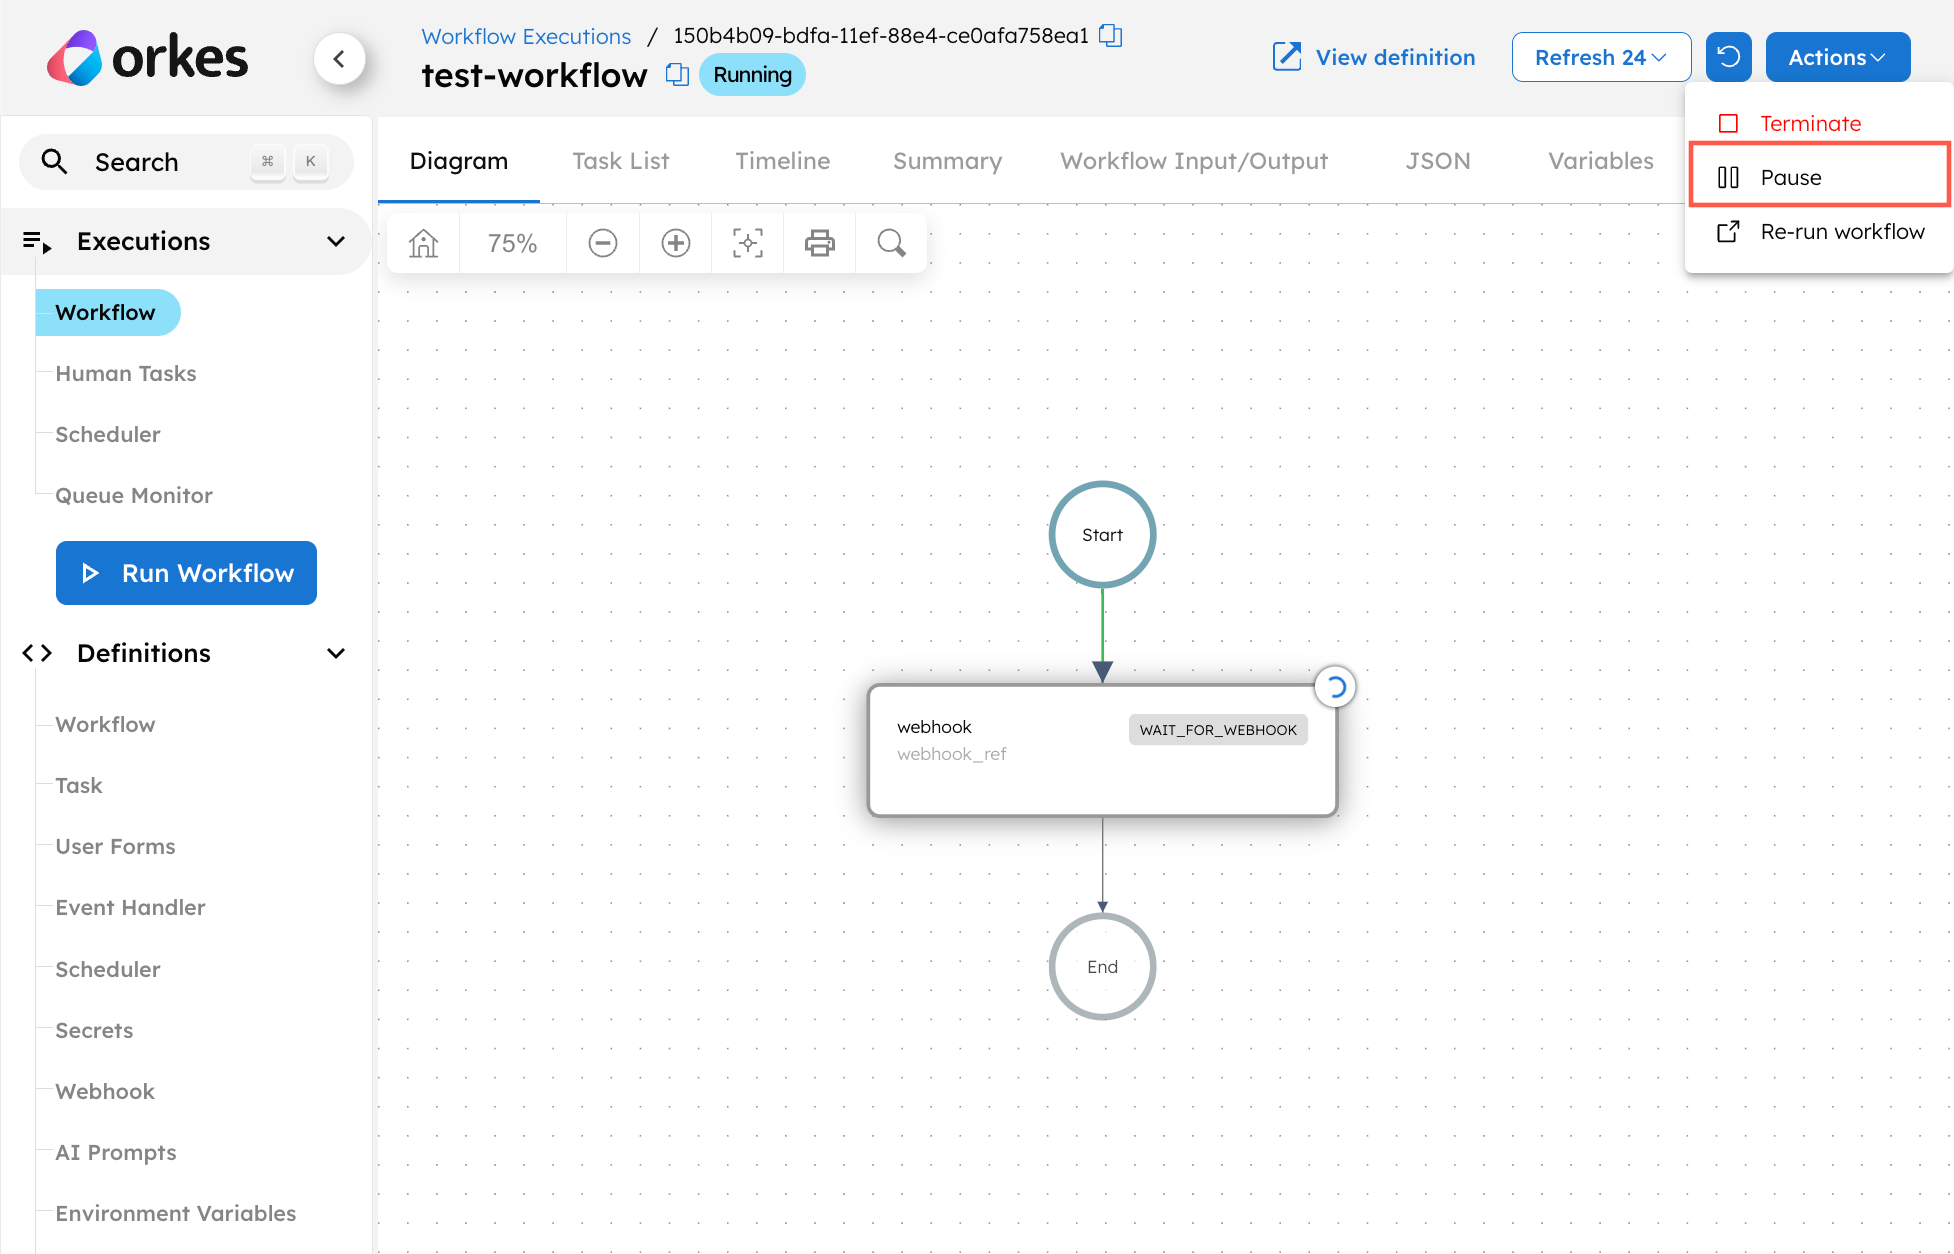 orkes
Workflow Executions / 150b4b09-bdfa-11ef-88e4-ce0afa758ea1
test-workflow Running
View definition
Refresh 24
Actions
Terminate
Pause
Re-run workflow
Search ⌘ K
Executions
Workflow
Human Tasks
Scheduler
Queue Monitor
Run Workflow
Definitions
Workflow
Task
User Forms
Event Handler
Scheduler
Secrets
Webhook
AI Prompts
Environment Variables
Diagram Task List Timeline Summary Workflow Input/Output JSON Variables
75%
Start
webhook WAIT_FOR_WEBHOOK
webhook_ref
End